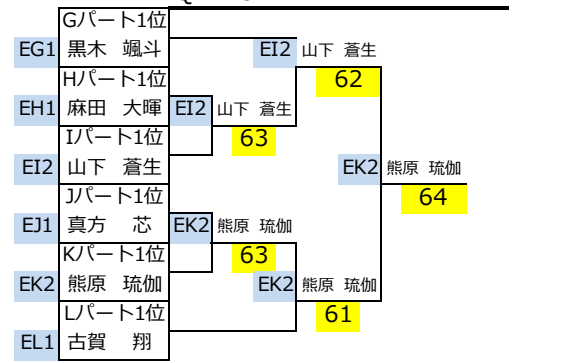 Gパート1位
EG1 黒木 颯斗 EI2 山下 蒼生
Hパート1位 62
EH1 麻田 大暉 EI2 山下 蒼生
Iパート1位 63
EI2 山下 蒼生 EK2 熊原 琉伽
Jパート1位 64
EJ1 真方 芯 EK2 熊原 琉伽
Kパート1位 63
EK2 熊原 琉伽 EK2 熊原 琉伽
Lパート1位 61
EL1 古賀 翔